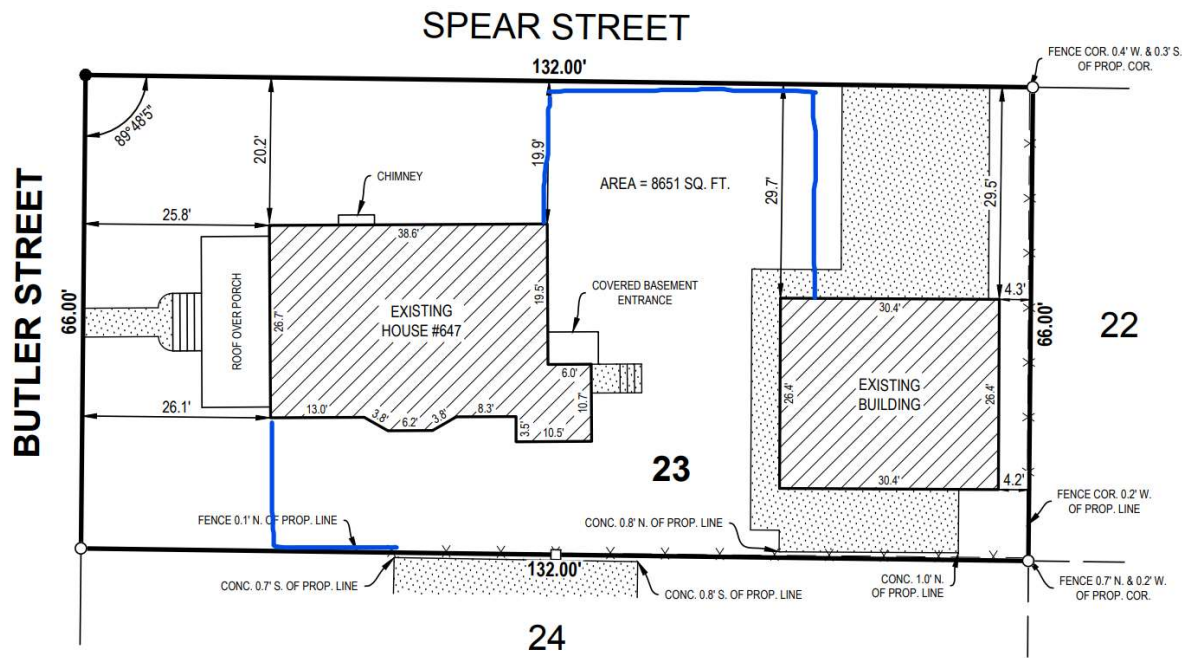 SPEAR STREET
FENCE COR. 0.4' W. & 0.3' S.
OF PROP. COR.
132.00'
89°48'5"
20.2'
19.9'
CHIMNEY
AREA = 8651 SQ. FT.
29.7'
29.5'
25.8'
38.6'
BUTLER STREET
66.00'
ROOF OVER PORCH
26.7'
EXISTING
HOUSE #647
19.5'
COVERED BASEMENT
ENTRANCE
4.3'
30.4'
66.00'
22
6.0'
10.7'
26.4'
EXISTING
BUILDING
26.4'
26.1'
13.0'
3.8'
6.2'
3.8'
8.3'
3.5'
10.5'
23
30.4'
4.2'
FENCE COR. 0.2' W.
OF PROP. LINE
FENCE 0.1' N. OF PROP. LINE
CONC. 0.8' N. OF PROP. LINE
132.00'
CONC. 0.7' S. OF PROP. LINE
CONC. 0.8' S. OF PROP. LINE
CONC. 1.0' N.
OF PROP. LINE
FENCE 0.7' N. & 0.2' W.
OF PROP. COR.
24